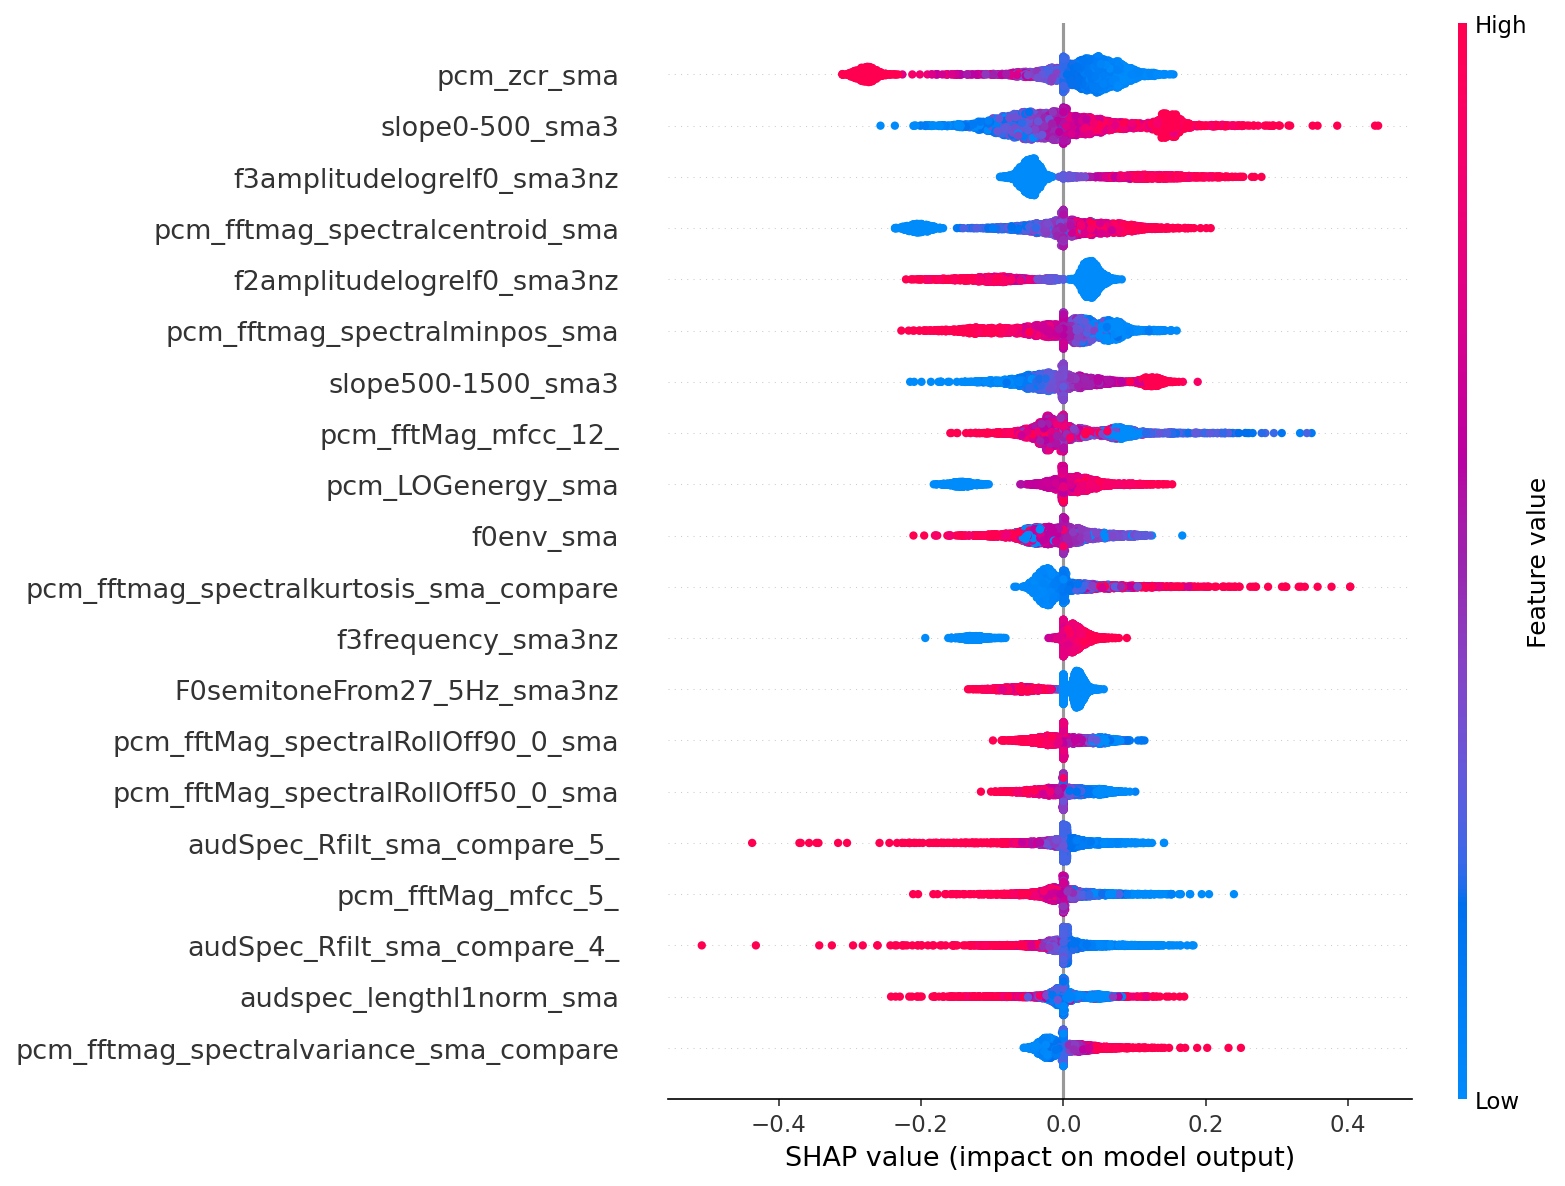 High
pcm_zcr_sma
slope0-500_sma3
f3amplitudelogrelf0_sma3nz
pcm_fftmag_spectralcentroid_sma
f2amplitudelogrelf0_sma3nz
pcm_fftmag_spectralminpos_sma
slope500-1500_sma3
pcm_fftMag_mfcc_12_
pcm_LOGenergy_sma
f0env_sma
pcm_fftmag_spectralkurtosis_sma_compare
f3frequency_sma3nz
F0semitoneFrom27_5Hz_sma3nz
pcm_fftMag_spectralRollOff90_0_sma
pcm_fftMag_spectralRollOff50_0_sma
audSpec_Rfilt_sma_compare_5_
pcm_fftMag_mfcc_5_
audSpec_Rfilt_sma_compare_4_
audspec_lengthl1norm_sma
pcm_fftmag_spectralvariance_sma_compare
Feature value
Low
−0.4 −0.2 0.0 0.2 0.4
SHAP value (impact on model output)